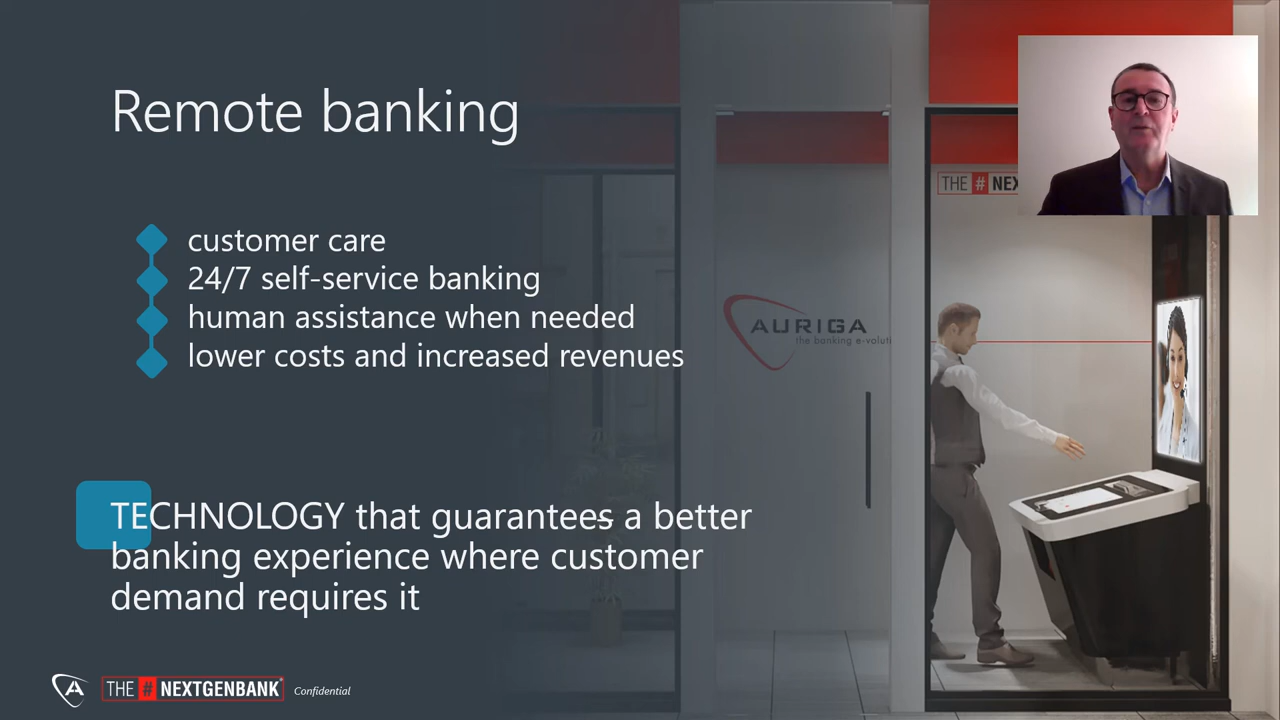 Remote banking
THE # NEX
customer care
24/7 self-service banking
human assistance when needed
lower costs and increased revenues
AURIGA
the banking e-voluti
TECHNOLOGY that guarantees a better
banking experience where customer
demand requires it
A THE # NEXTGENBANK Confidential